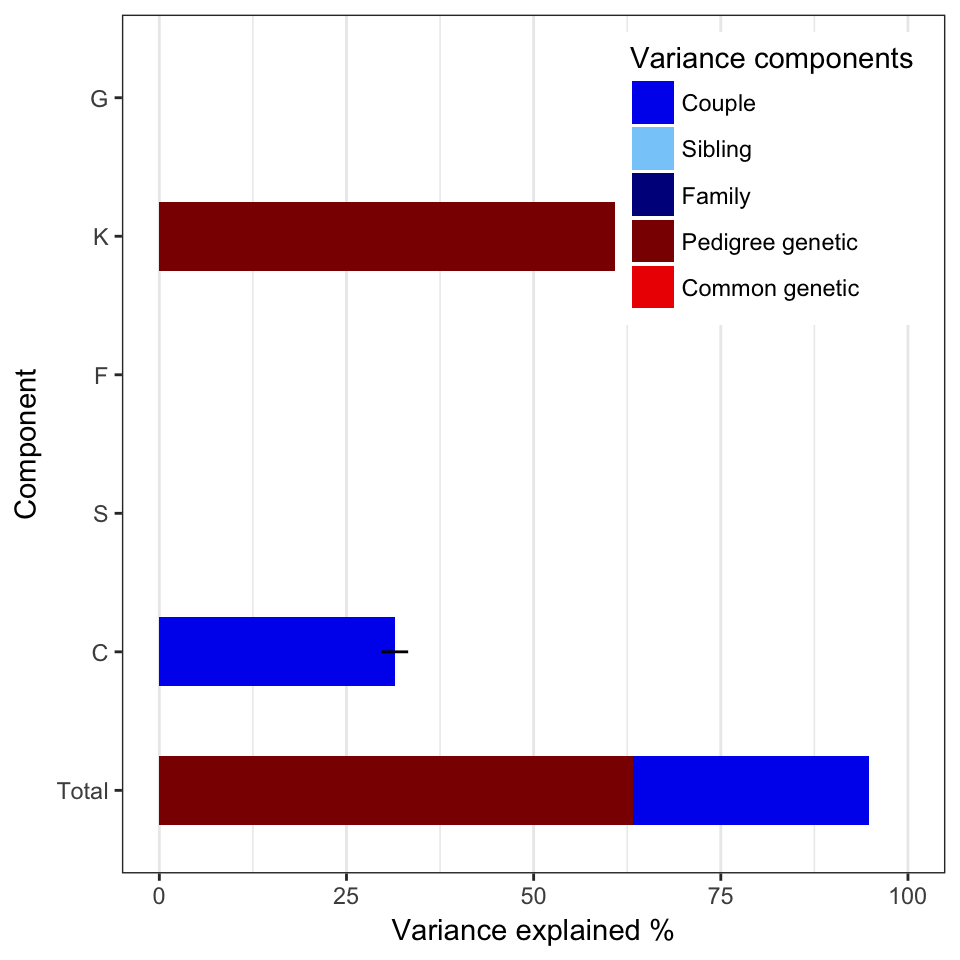 Variance components
Couple
Sibling
Family
Pedigree genetic
Common genetic
G
K
F
S
C
Total
Component
0 25 50 75 100
Variance explained %